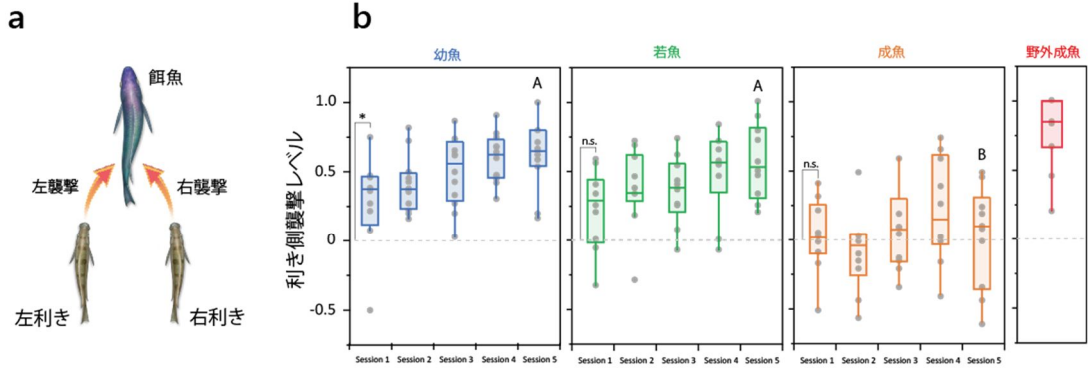 a
餌魚
左襲撃
右襲撃
左利き
右利き
b
幼魚
若魚
成魚
野外成魚
利き側襲撃レベル
1.0
0.5
0
-0.5
*
A
n.s.
A
n.s.
B
Session 1
Session 2
Session 3
Session 4
Session 5
Session 1
Session 2
Session 3
Session 4
Session 5
Session 1
Session 2
Session 3
Session 4
Session 5